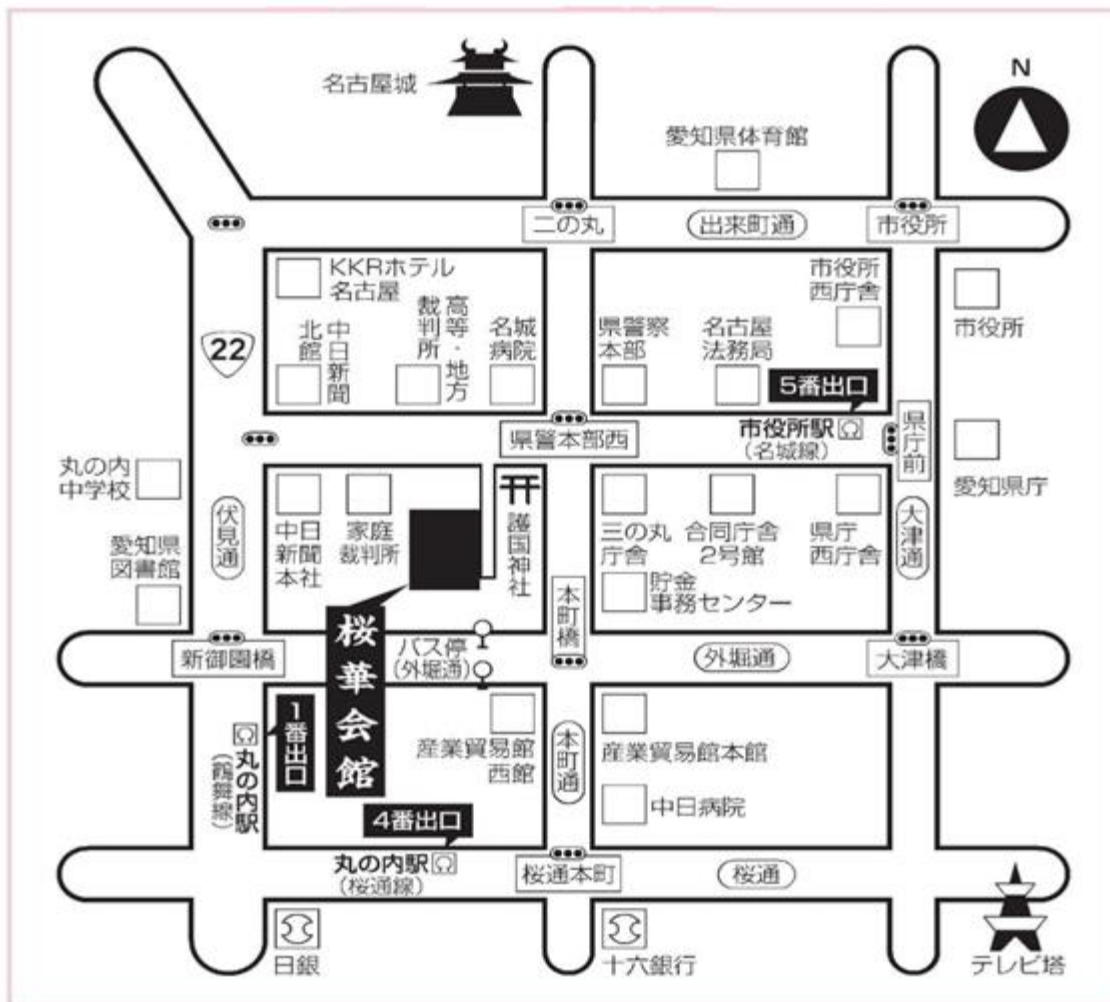 名古屋城
N
愛知県体育館
二の丸
出来町通
市役所
KKRホテル
名古屋
市役所
西庁舎
市役所
22
中日新聞
北館
高等・地方
裁判所
名城
病院
県警察
本部
名古屋
法務局
5番出口
県警本部西
市役所駅
(名城線)
県庁前
愛知県庁
丸の内
中学校
伏見通
中日
新聞
本社
家庭
裁判所
護国神社
三の丸
庁舎
合同庁舎
2号館
県庁
西庁舎
大津通
愛知県
図書館
貯金
事務センター
本町橋
新御園橋
桜華会館
バス停
(外堀通)
外堀通
大津橋
1番出口
丸の内駅
(鶴舞線)
産業貿易館
西館
本町通
産業貿易館本館
中日病院
4番出口
丸の内駅
(桜通線)
桜通本町
桜通
日銀
十六銀行
テレビ塔